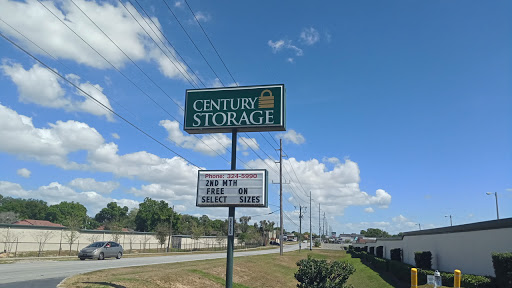 CENTURY
STORAGE
Phone: 324-5990
2ND MTH
FREE ON
SELECT SIZES